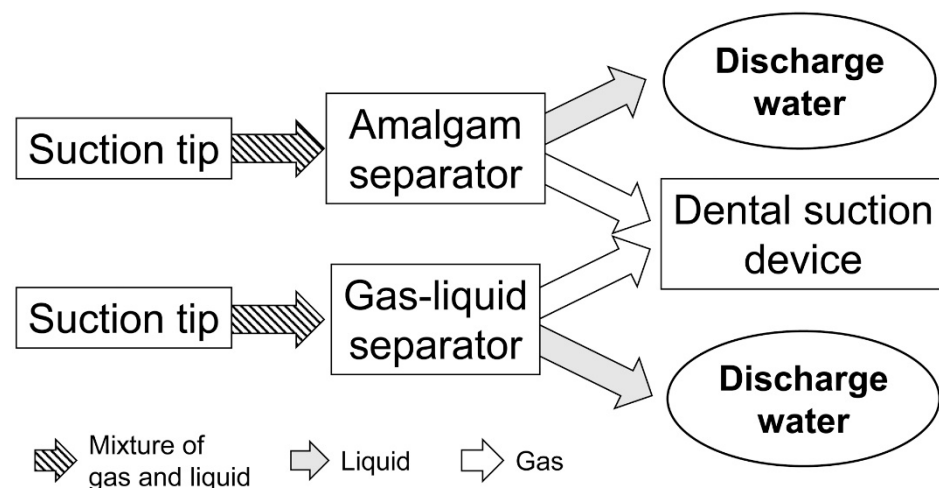 Discharge
water
Suction tip
Amalgam
separator
Dental suction
device
Suction tip
Gas-liquid
separator
Discharge
water
Mixture of
gas and liquid
Liquid
Gas